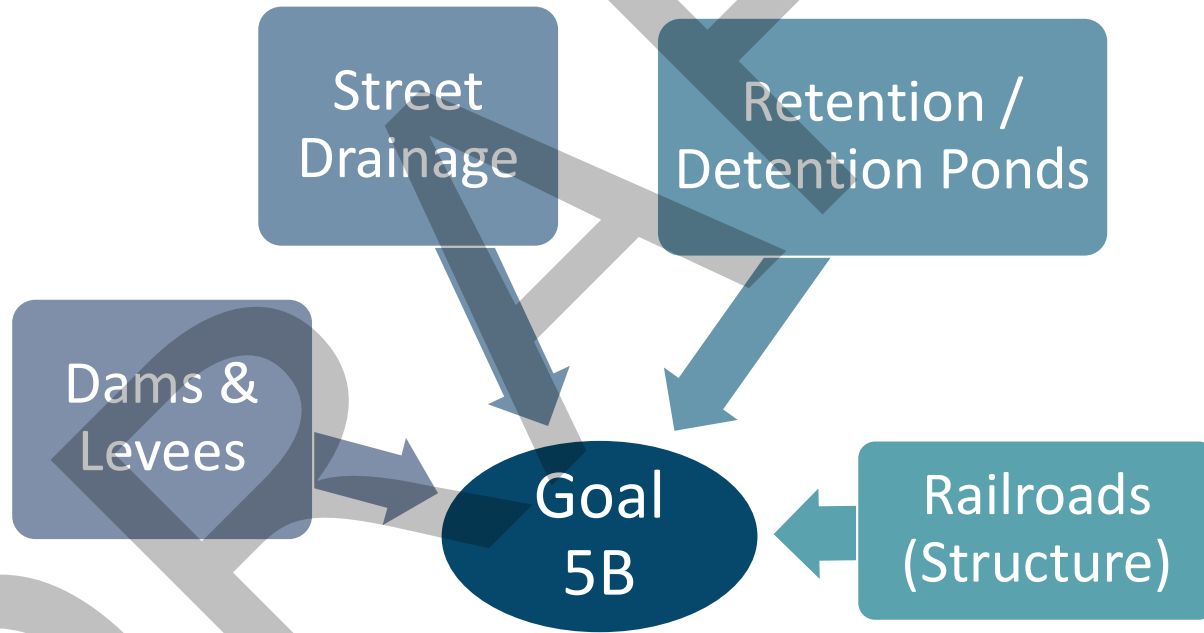 Street
Drainage
Retention /
Detention Ponds
Dams &
Levees
Goal
5B
Railroads
(Structure)